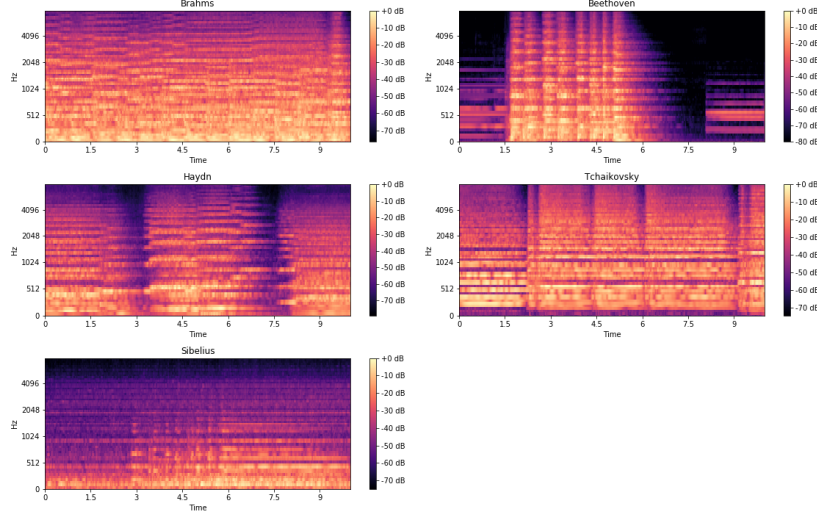 Brahms
+0 dB
-10 dB
-20 dB
-30 dB
-40 dB
-50 dB
-60 dB
-70 dB
4096
2048
1024
512
0
Hz
0 1.5 3 4.5 6 7.5 9
Time
Beethoven
+0 dB
-10 dB
-20 dB
-30 dB
-40 dB
-50 dB
-60 dB
-70 dB
-80 dB
4096
2048
1024
512
0
Hz
0 1.5 3 4.5 6 7.5 9
Time
Haydn
+0 dB
-10 dB
-20 dB
-30 dB
-40 dB
-50 dB
-60 dB
-70 dB
4096
2048
1024
512
0
Hz
0 1.5 3 4.5 6 7.5 9
Time
Tchaikovsky
+0 dB
-10 dB
-20 dB
-30 dB
-40 dB
-50 dB
-60 dB
-70 dB
4096
2048
1024
512
0
Hz
0 1.5 3 4.5 6 7.5 9
Time
Sibelius
+0 dB
-10 dB
-20 dB
-30 dB
-40 dB
-50 dB
-60 dB
-70 dB
4096
2048
1024
512
0
Hz
0 1.5 3 4.5 6 7.5 9
Time